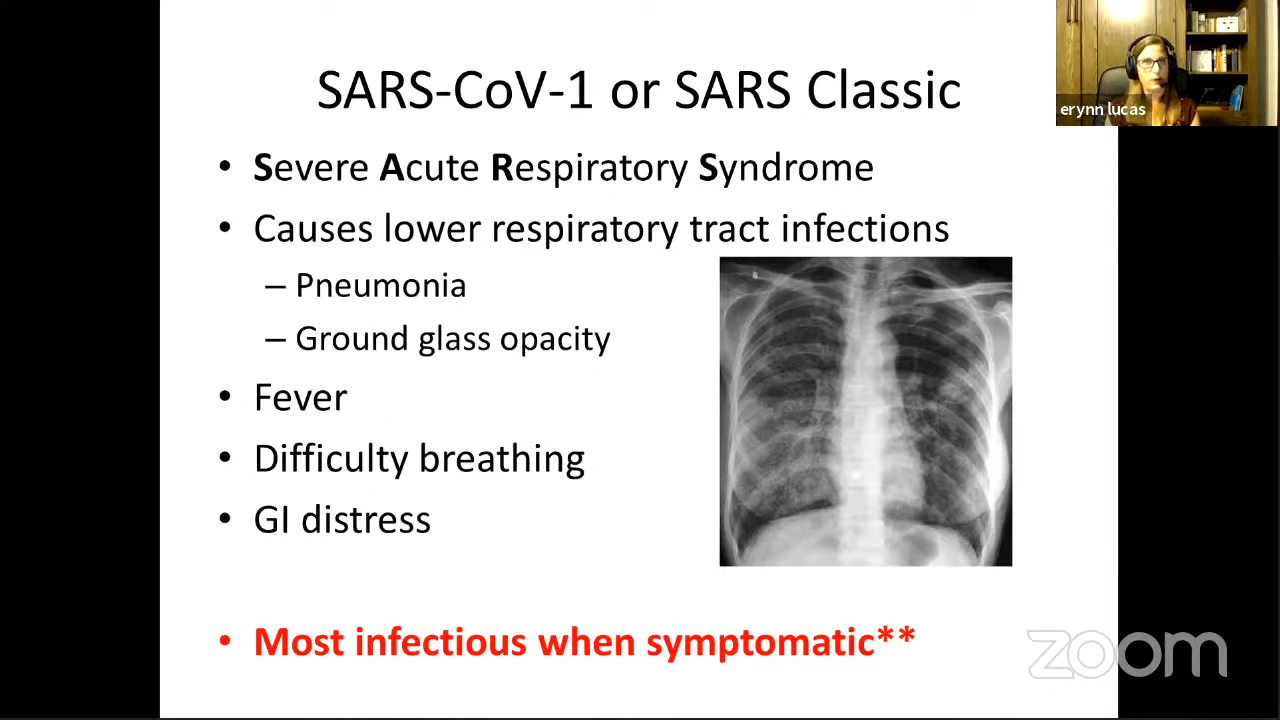 SARS-CoV-1 or SARS Classic
erynn lucas
• Severe Acute Respiratory Syndrome
• Causes lower respiratory tract infections
– Pneumonia
– Ground glass opacity
• Fever
• Difficulty breathing
• GI distress
• Most infectious when symptomatic**
zoom